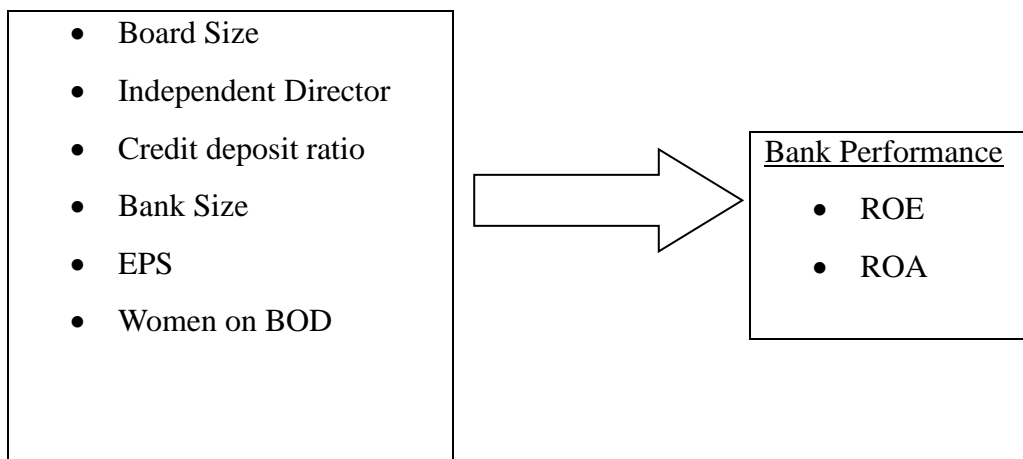 • Board Size
• Independent Director
• Credit deposit ratio
• Bank Size
• EPS
• Women on BOD
Bank Performance
• ROE
• ROA